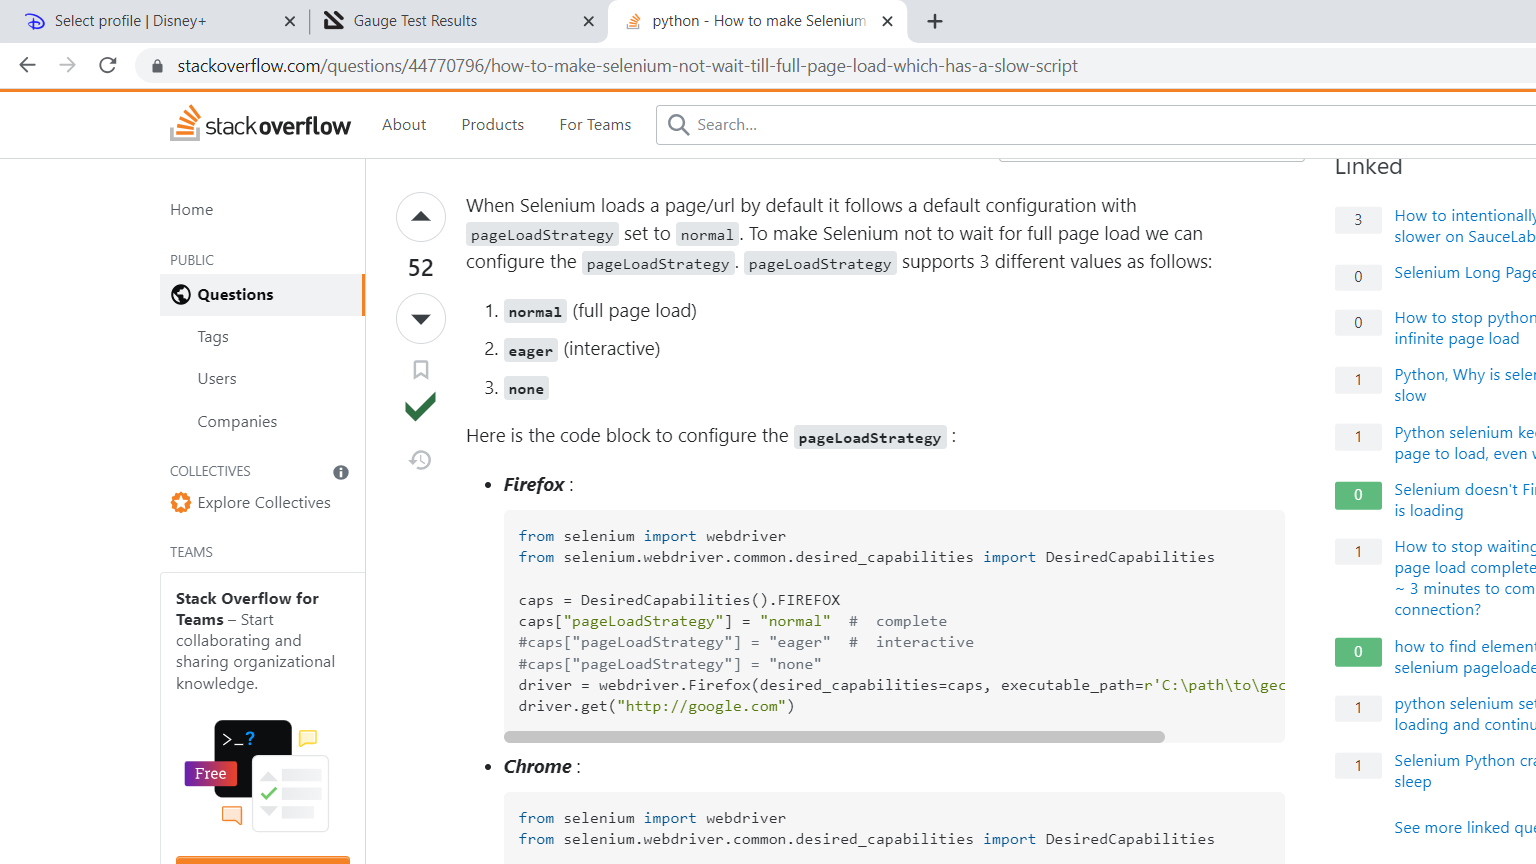 Select profile | Disney+
Gauge Test Results
python - How to make Selenium
stackoverflow.com/questions/44770796/how-to-make-selenium-not-wait-till-full-page-load-which-has-a-slow-script
stackoverflow
About
Products
For Teams
Search...
Home
PUBLIC
Questions
Tags
Users
Companies
COLLECTIVES
Explore Collectives
TEAMS
Stack Overflow for
Teams – Start
collaborating and
sharing organizational
knowledge.
>_?
Free
52
When Selenium loads a page/url by default it follows a default configuration with
pageLoadStrategy set to normal. To make Selenium not to wait for full page load we can
configure the pageLoadStrategy. pageLoadStrategy supports 3 different values as follows:
1. normal (full page load)
2. eager (interactive)
3. none
Here is the code block to configure the pageLoadStrategy :
• Firefox :
from selenium import webdriver
from selenium.webdriver.common.desired_capabilities import DesiredCapabilities
caps = DesiredCapabilities().FIREFOX
caps["pageLoadStrategy"] = "normal"  #  complete
#caps["pageLoadStrategy"] = "eager"  #  interactive
#caps["pageLoadStrategy"] = "none"
driver = webdriver.Firefox(desired_capabilities=caps, executable_path=r'C:\path\to\gec
driver.get("http://google.com")
• Chrome :
from selenium import webdriver
from selenium.webdriver.common.desired_capabilities import DesiredCapabilities
Linked
3 How to intentionally
slower on SauceLab
0 Selenium Long Page
0 How to stop python
infinite page load
1 Python, Why is sele
slow
1 Python selenium ke
page to load, even
0 Selenium doesn't Fi
is loading
1 How to stop waiting
page load complete
~ 3 minutes to com
connection?
0 how to find element
selenium pageloade
1 python selenium set
loading and continu
1 Selenium Python cra
sleep
See more linked que